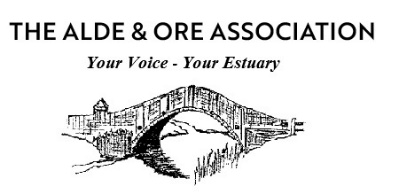 THE ALDE & ORE ASSOCIATION
Your Voice - Your Estuary